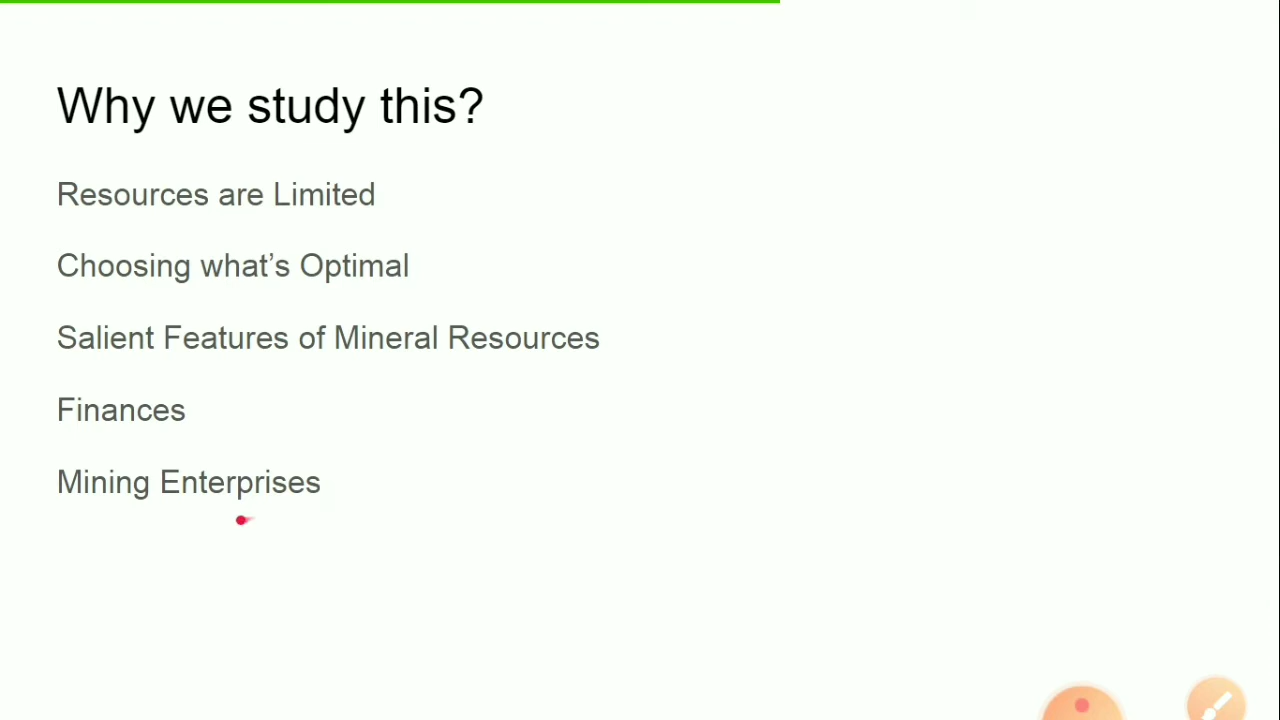 Why we study this?
Resources are Limited
Choosing what’s Optimal
Salient Features of Mineral Resources
Finances
Mining Enterprises